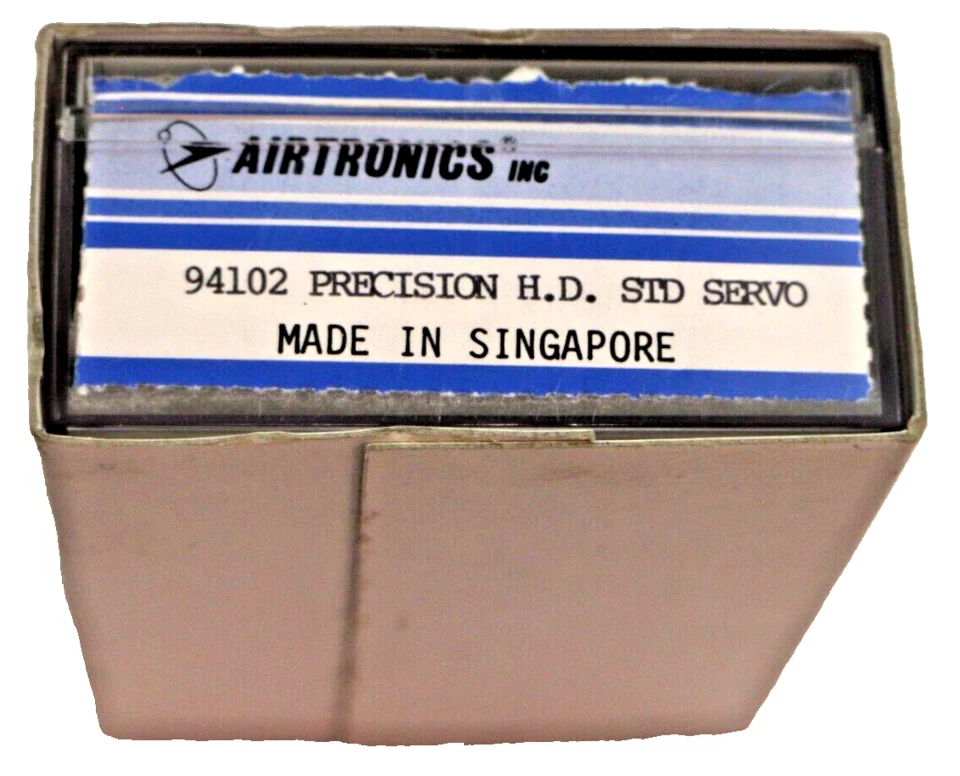 AIRTRONICS® INC
94102 PRECISION H.D. STD SERVO
MADE IN SINGAPORE